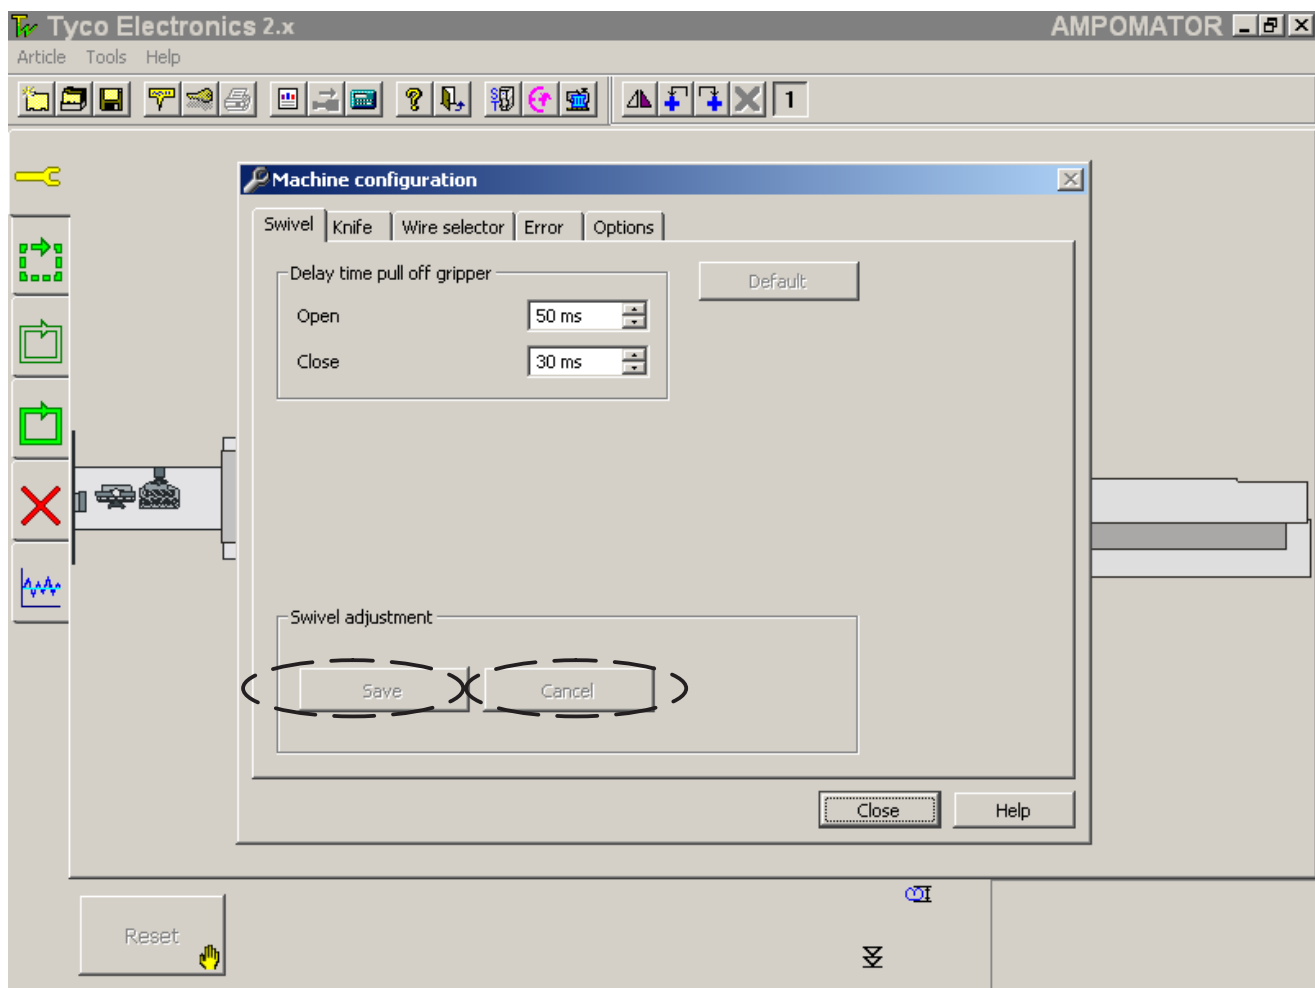 Tyco Electronics 2.x AMPOMATOR
Article Tools Help
1
Machine configuration
Swivel Knife Wire selector Error Options
Delay time pull off gripper
Default
Open 50 ms
Close 30 ms
Swivel adjustment
Save Cancel
Close Help
Reset